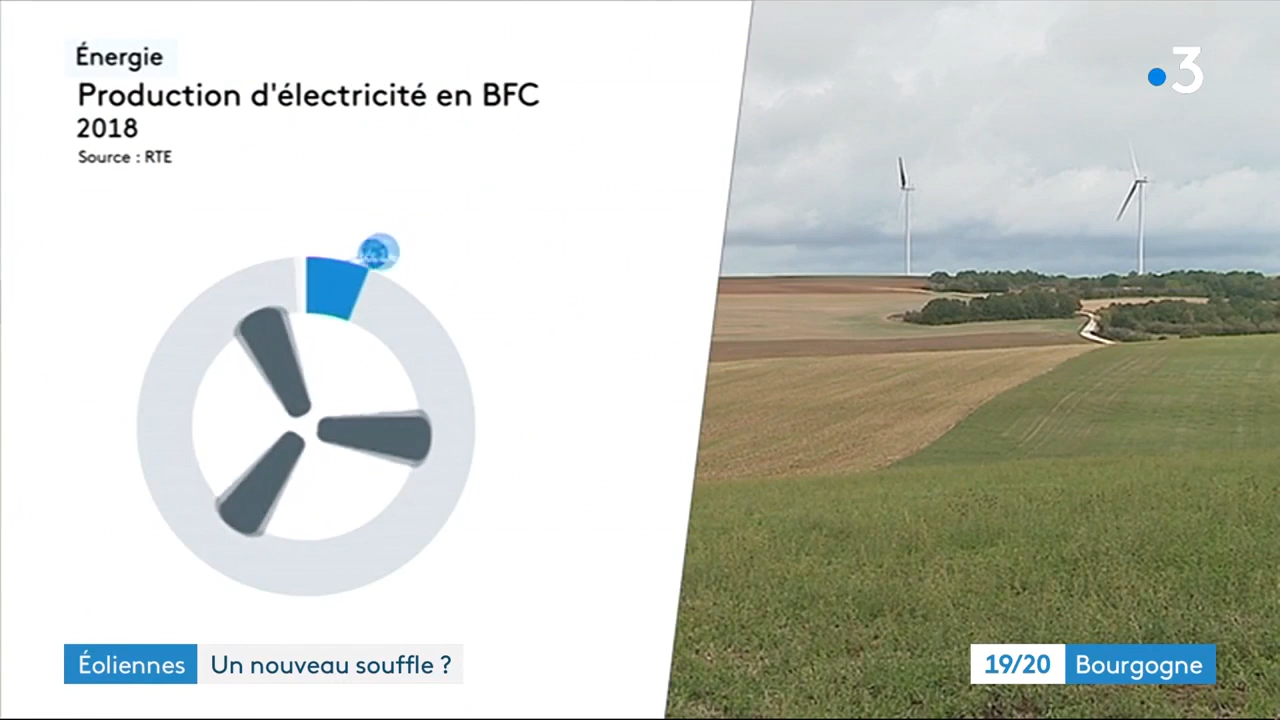 Énergie
Production d'électricité en BFC
2018
Source : RTE
3
Éoliennes Un nouveau souffle ?
19/20 Bourgogne